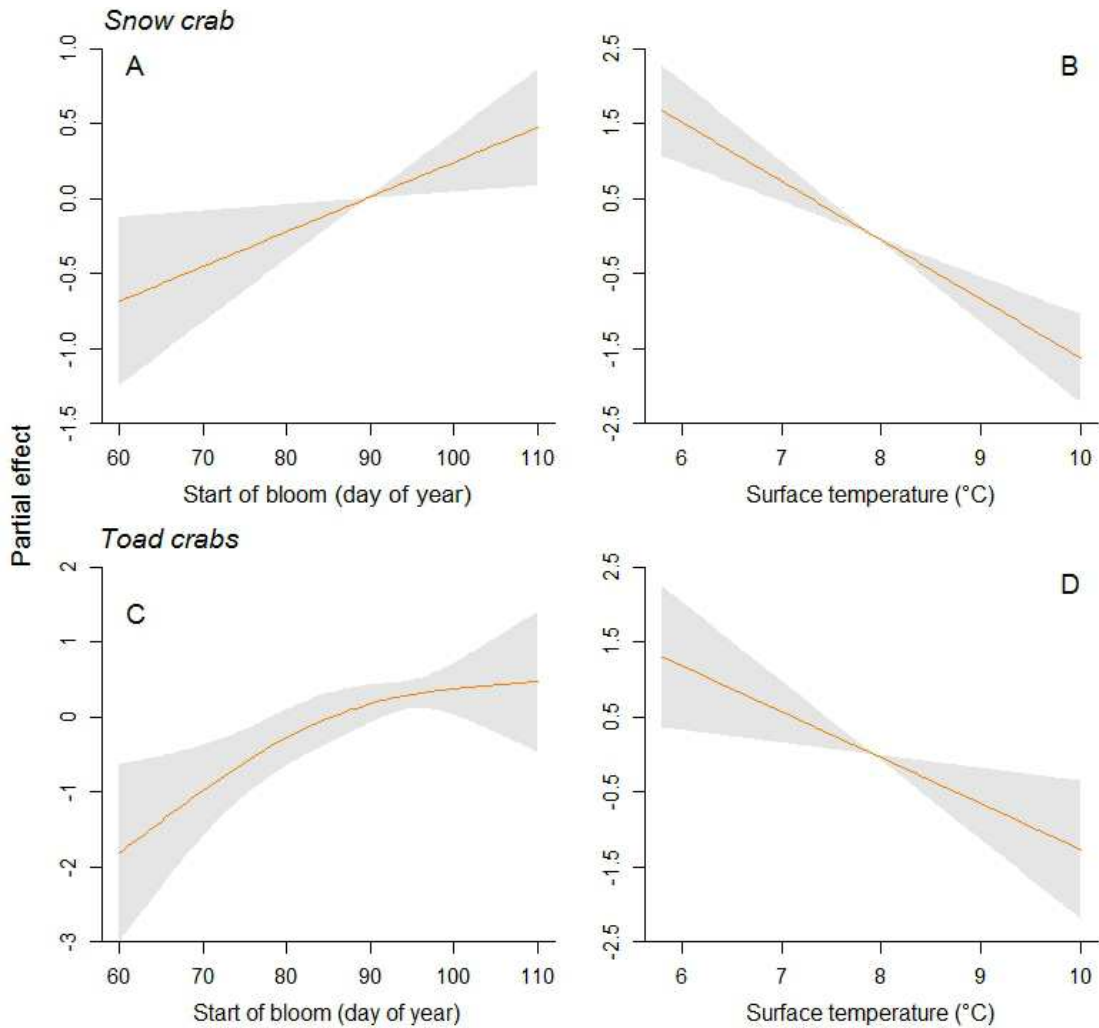 Snow crab
A
1.0
0.5
0.0
-0.5
-1.0
-1.5
60 70 80 90 100 110
Start of bloom (day of year)
B
2.5
1.5
0.5
-0.5
-1.5
-2.5
6 7 8 9 10
Surface temperature (°C)
Partial effect
Toad crabs
C
2
1
0
-1
-2
-3
60 70 80 90 100 110
Start of bloom (day of year)
D
2.5
1.5
0.5
-0.5
-1.5
-2.5
6 7 8 9 10
Surface temperature (°C)